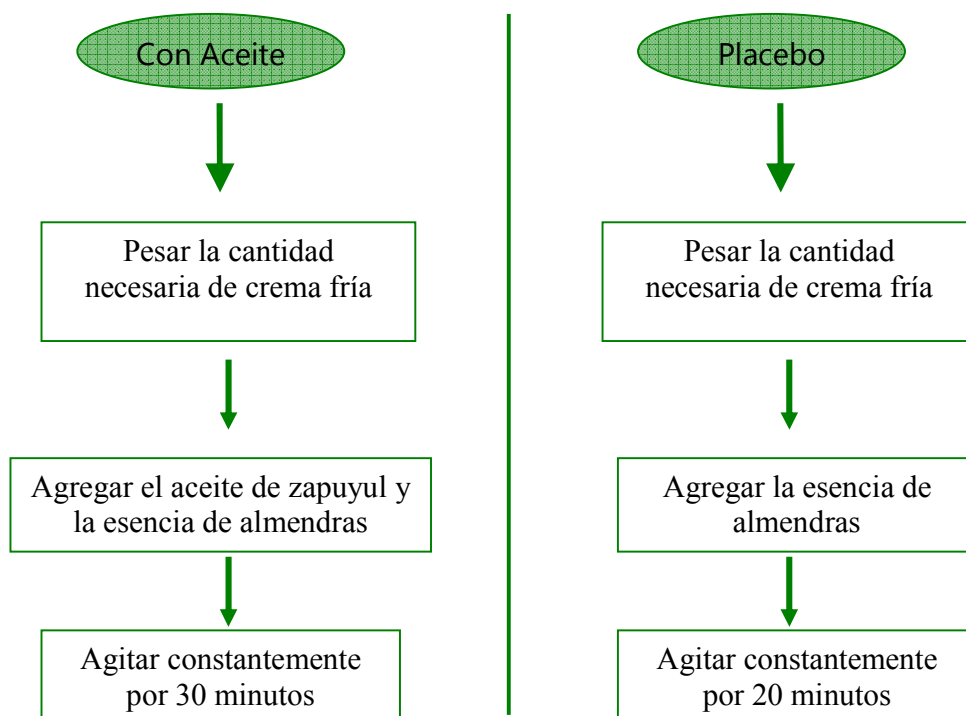 Con Aceite
Pesar la cantidad
necesaria de crema fría
Agregar el aceite de zapuyul y
la esencia de almendras
Agitar constantemente
por 30 minutos
Placebo
Pesar la cantidad
necesaria de crema fría
Agregar la esencia de
almendras
Agitar constantemente
por 20 minutos